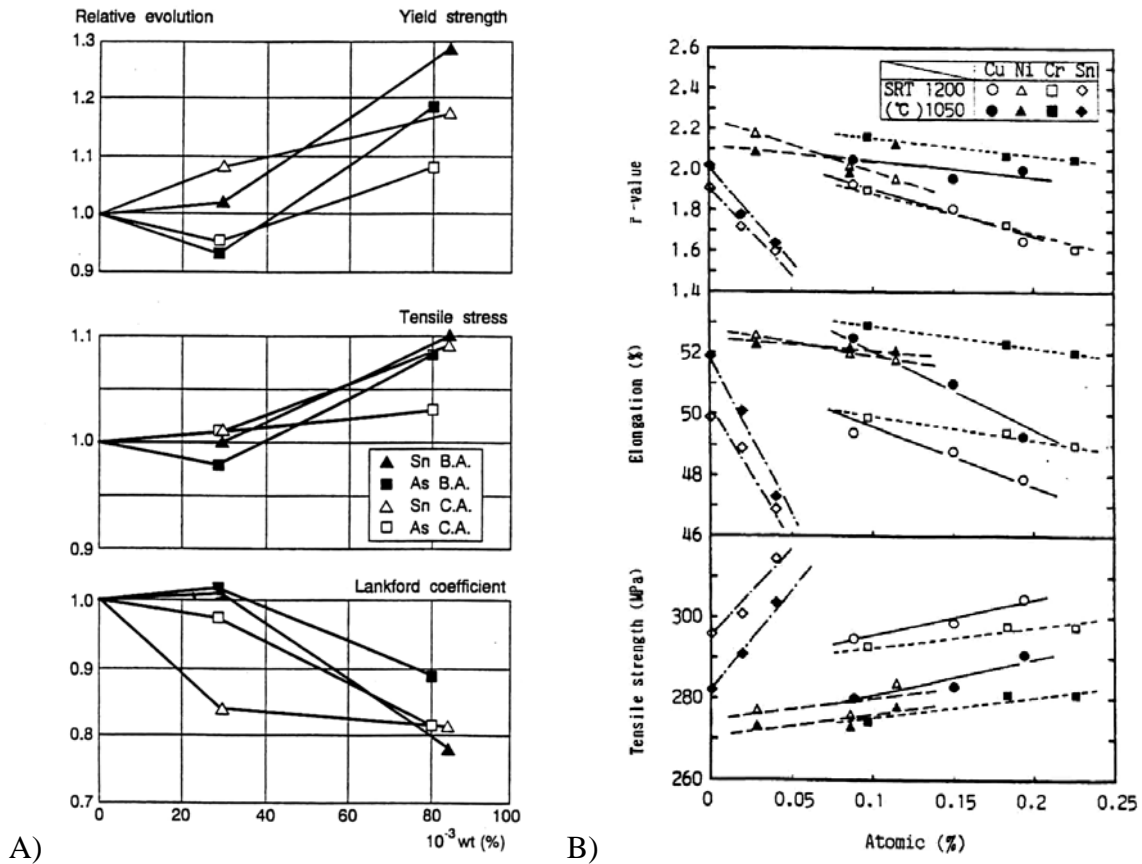 Relative evolution Yield strength
1.3
1.2
1.1
1.0
0.9
Tensile stress
1.1
1.0
0.9
▲ Sn B.A.
■ As B.A.
△ Sn C.A.
□ As C.A.
Lankford coefficient
1.0
0.9
0.8
0.7
0 20 40 60 80 100
10⁻³ wt (%)
A)
2.6
2.4
2.2
2.0
1.8
1.6
1.4
r̄-value
Cu Ni Cr Sn
SRT 1200 ○ △ □ ◇
(℃) 1050 ● ▲ ■ ◆
52
50
48
46
Elongation (%)
300
280
260
Tensile strength (MPa)
0 0.05 0.1 0.15 0.2 0.25
Atomic (%)
B)